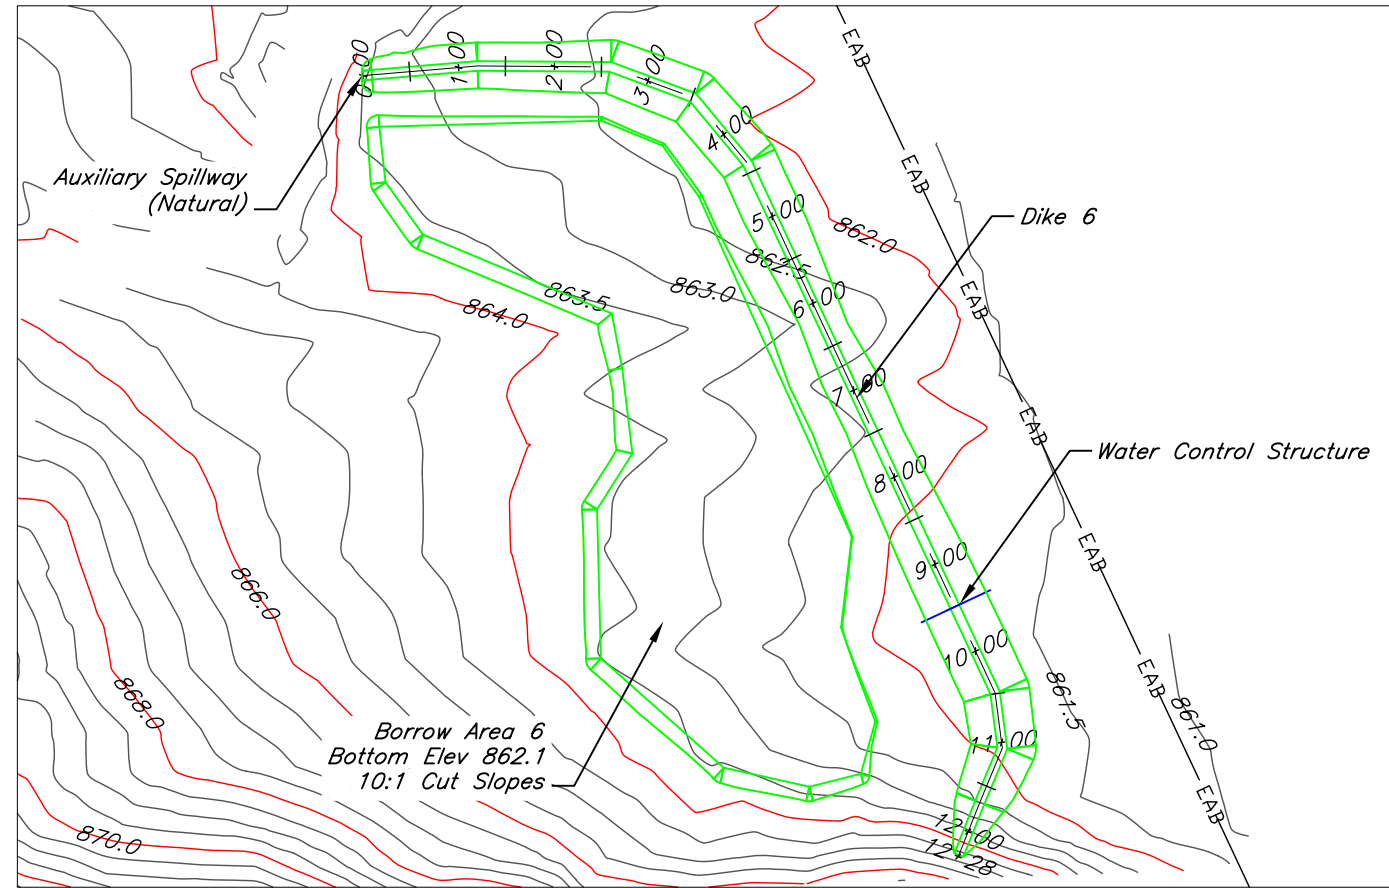 EAB
0+00
1+00
2+00
3+00
4+00
EAB
Auxiliary Spillway
(Natural)
5+00
Dike 6
862.0
862.5
863.0
863.5
864.0
6+00
EAB
7+00
EAB
Water Control Structure
8+00
9+00
EAB
866.0
10+00
EAB
868.0
861.5
861.0
Borrow Area 6
Bottom Elev 862.1
10:1 Cut Slopes
11+00
EAB
870.0
12+00
12+28